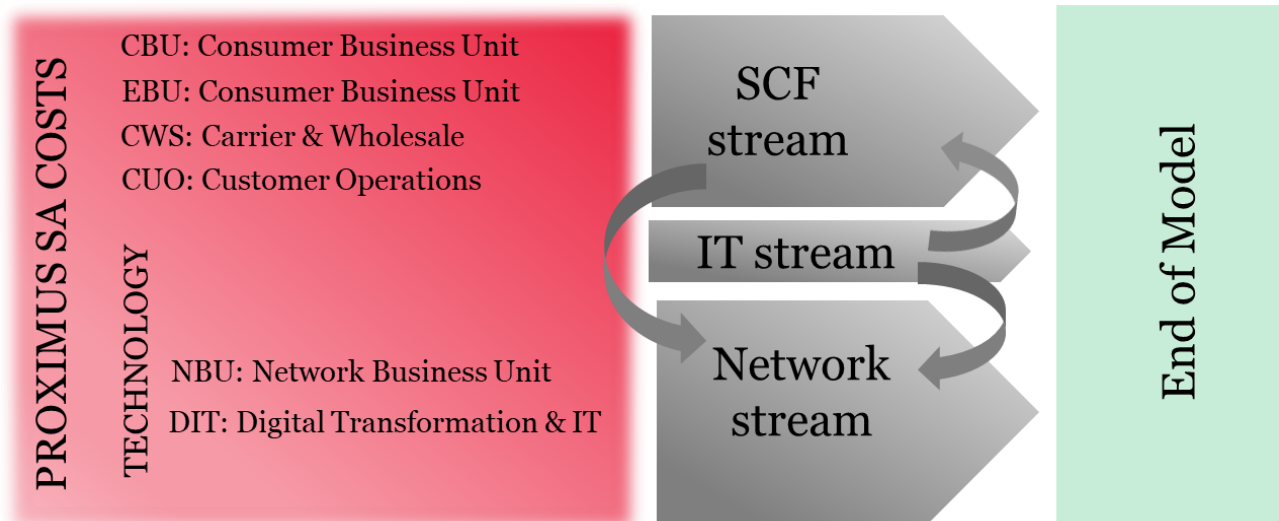 PROXIMUS SA COSTS
CBU: Consumer Business Unit
EBU: Consumer Business Unit
CWS: Carrier & Wholesale
CUO: Customer Operations
TECHNOLOGY
NBU: Network Business Unit
DIT: Digital Transformation & IT
SCF
stream
IT stream
Network
stream
End of Model